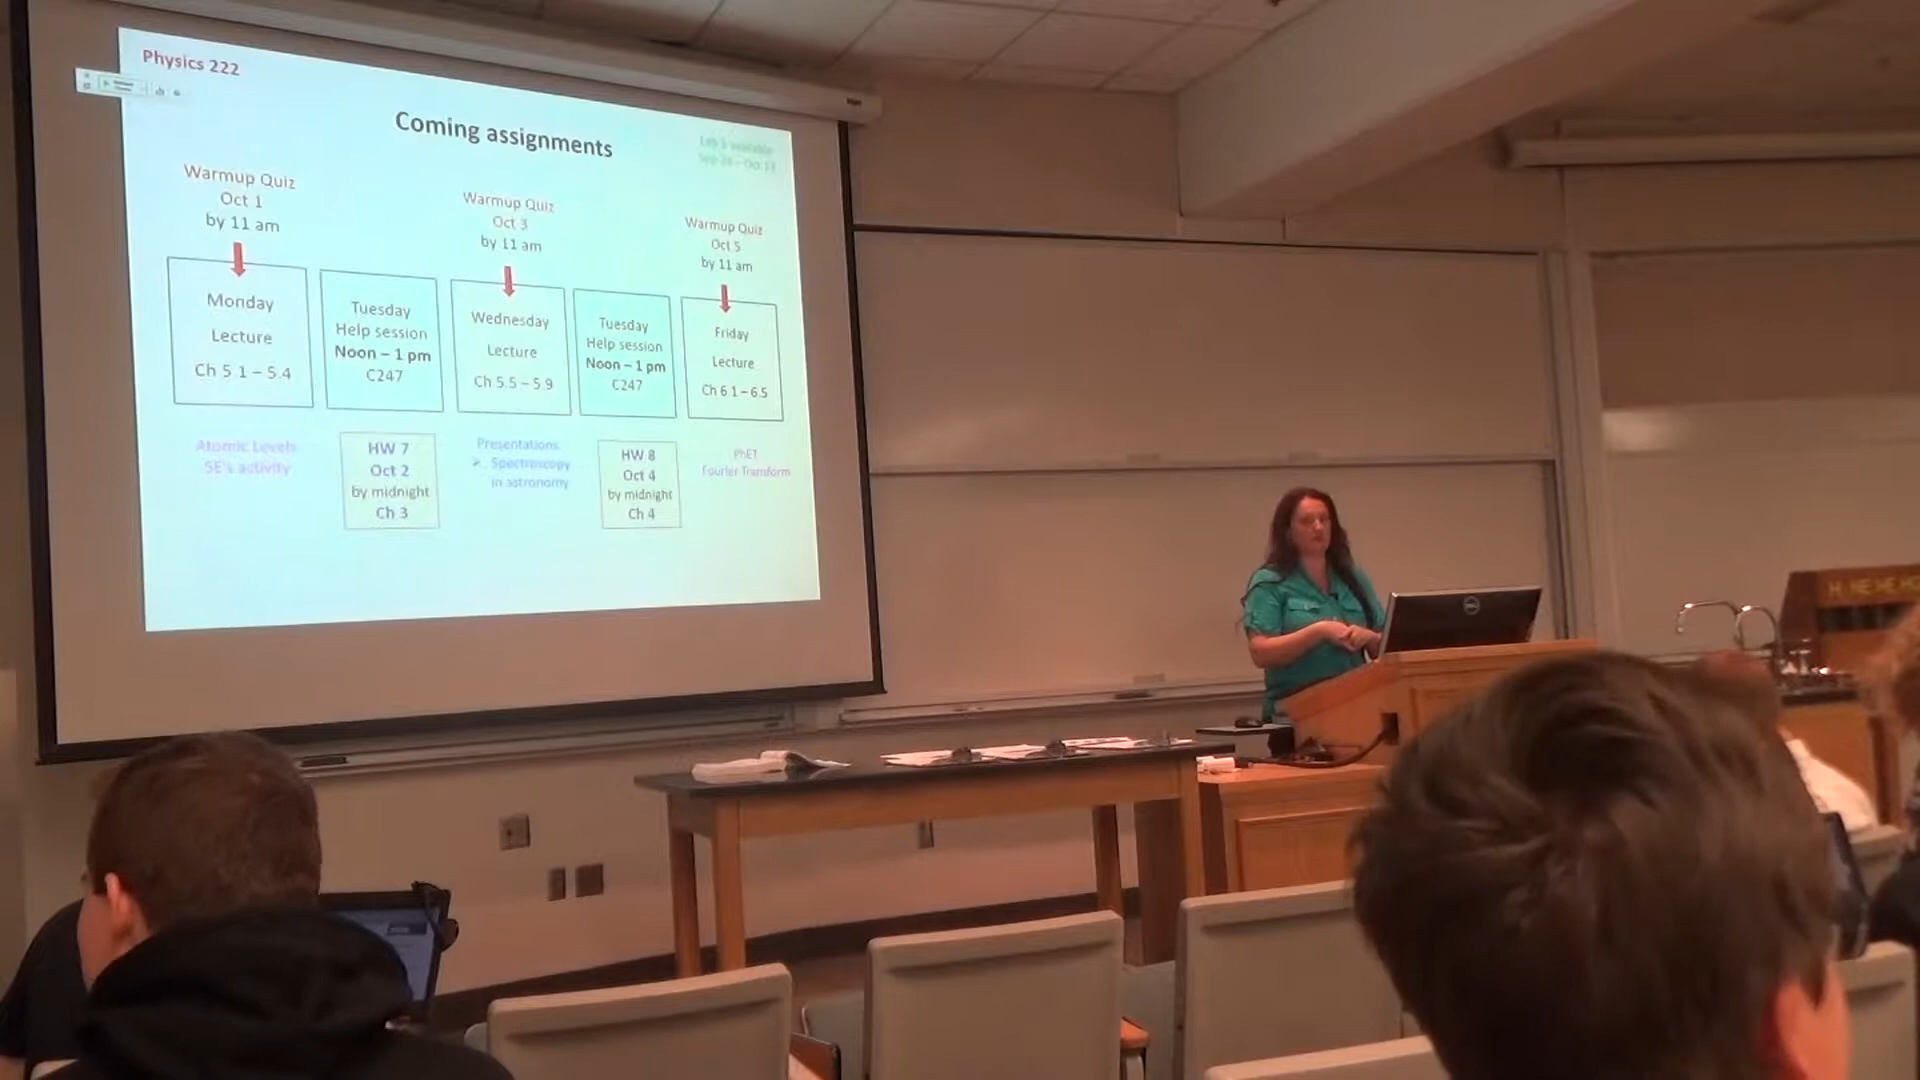 Physics 222
Coming assignments
Lab 3 available
Warmup Quiz
Oct 1
by 11 am
Warmup Quiz
Oct 3
by 11 am
Warmup Quiz
Oct 5
by 11 am
Monday
Lecture
Ch 5.1 – 5.4
Tuesday
Help session
Noon – 1 pm
C247
Wednesday
Lecture
Ch 5.5 – 5.9
Tuesday
Help session
Noon – 1 pm
C247
Friday
Lecture
Ch 6.1 – 6.5
Atomic Levels
SE's activity
HW 7
Oct 2
by midnight
Ch 3
Presentations
➤ Spectroscopy
in astronomy
HW 8
Oct 4
by midnight
Ch 4
PhET
Fourier Transform
DELL